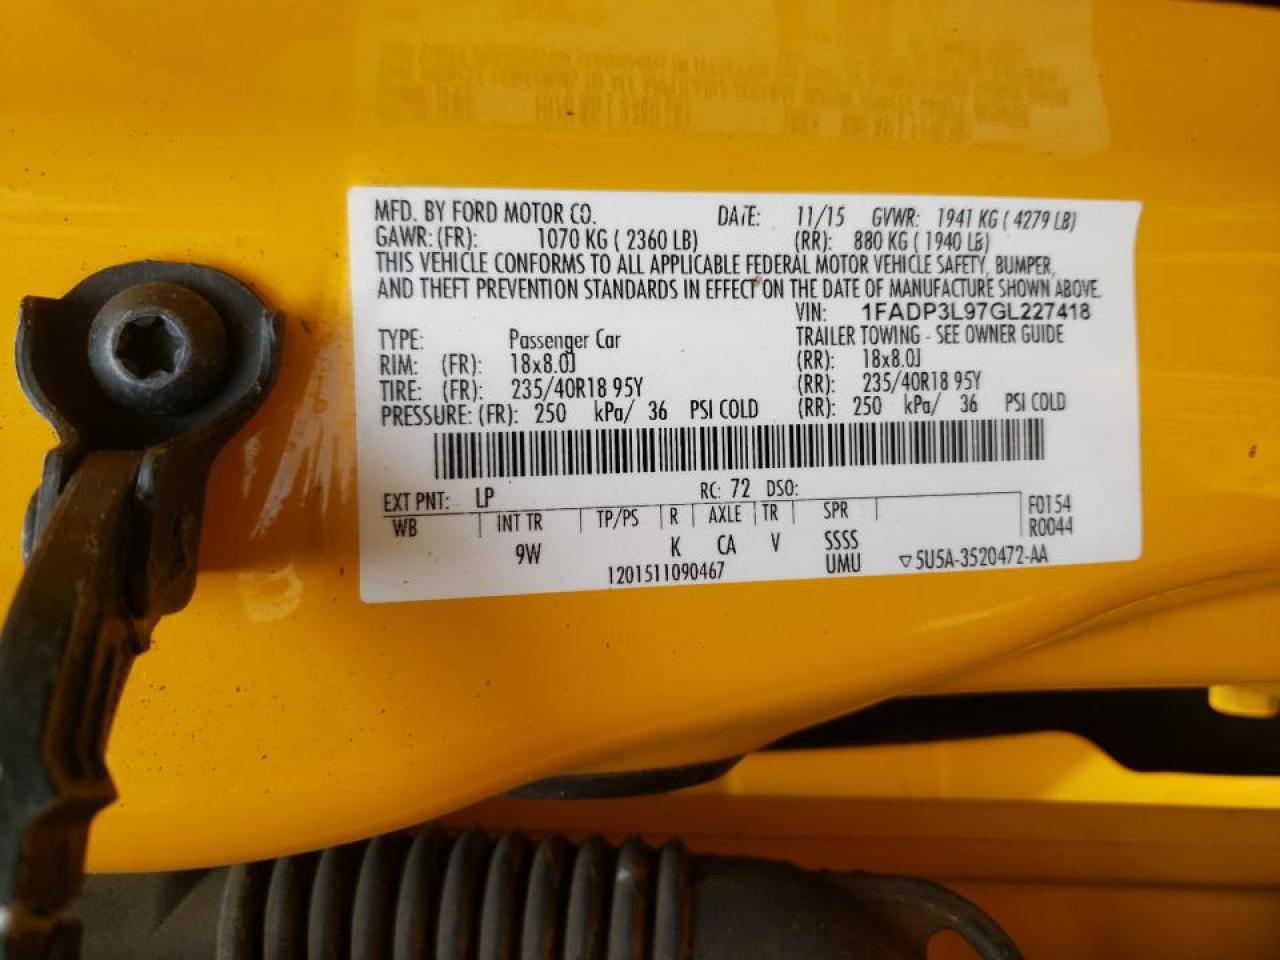 MFD. BY FORD MOTOR CO. DATE: 11/15 GVWR: 1941 KG ( 4279 LB)
GAWR: (FR): 1070 KG ( 2360 LB) (RR): 880 KG ( 1940 LB)
THIS VEHICLE CONFORMS TO ALL APPLICABLE FEDERAL MOTOR VEHICLE SAFETY, BUMPER,
AND THEFT PREVENTION STANDARDS IN EFFECT ON THE DATE OF MANUFACTURE SHOWN ABOVE.
VIN: 1FADP3L97GL227418
TYPE: Passenger Car TRAILER TOWING - SEE OWNER GUIDE
RIM: (FR): 18x8.0J (RR): 18x8.0J
TIRE: (FR): 235/40R18 95Y (RR): 235/40R18 95Y
PRESSURE: (FR): 250 kPa/ 36 PSI COLD (RR): 250 kPa/ 36 PSI COLD
EXT PNT: LP RC: 72 DSO:
WB INT TR TP/PS R AXLE TR SPR F0154
R0044
9W K CA V SSSS
1201511090467 UMU ▽5U5A-3520472-AA